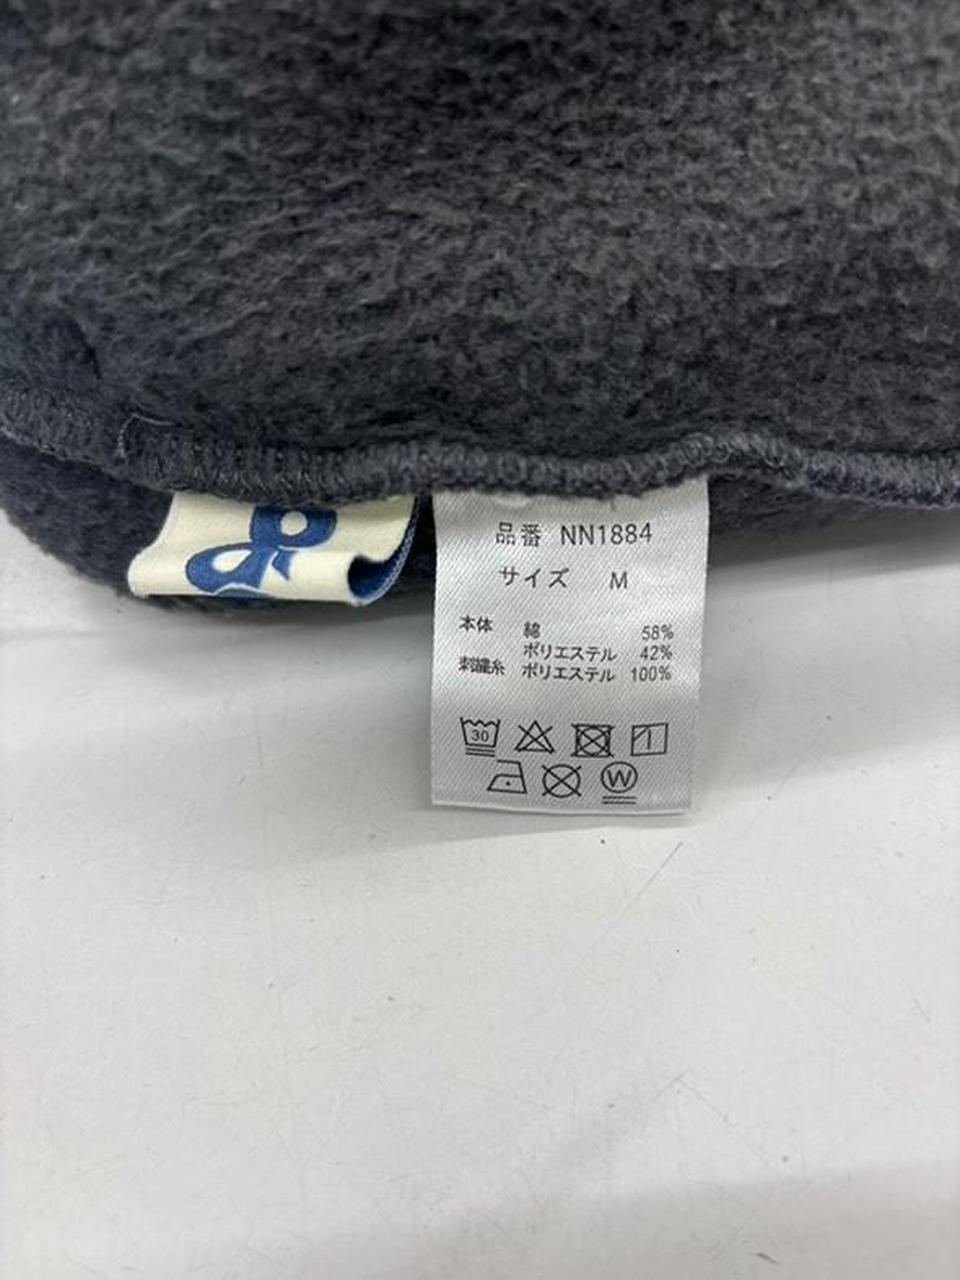 品番 NN1884
サイズ M
本体 綿 58%
ポリエステル 42%
刺繍糸 ポリエステル 100%
30
W